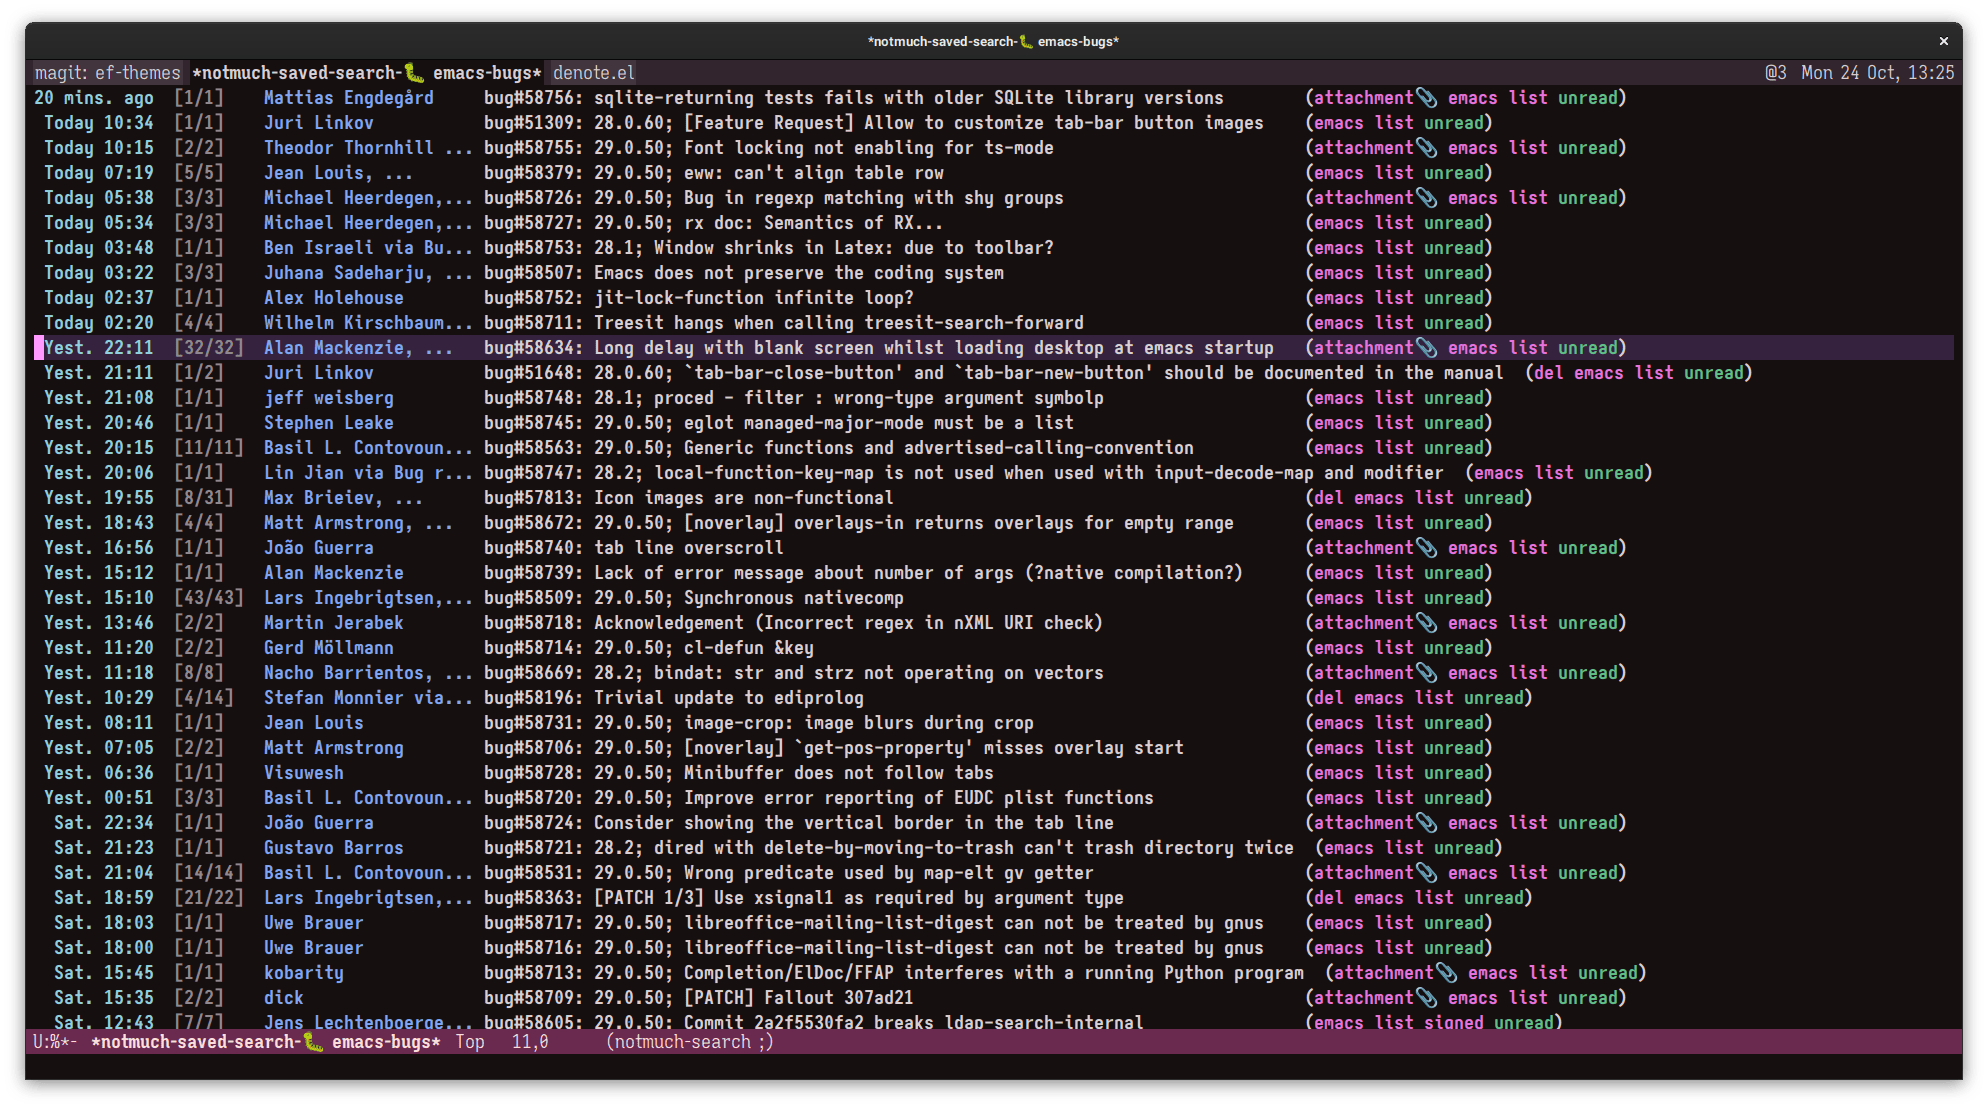 *notmuch-saved-search-🐛 emacs-bugs* ×
magit: ef-themes *notmuch-saved-search-🐛 emacs-bugs* denote.el @3 Mon 24 Oct, 13:25
20 mins. ago [1/1] Mattias Engdegård bug#58756: sqlite-returning tests fails with older SQLite library versions (attachment📎 emacs list unread)
Today 10:34 [1/1] Juri Linkov bug#51309: 28.0.60; [Feature Request] Allow to customize tab-bar button images (emacs list unread)
Today 10:15 [2/2] Theodor Thornhill ... bug#58755: 29.0.50; Font locking not enabling for ts-mode (attachment📎 emacs list unread)
Today 07:19 [5/5] Jean Louis, ... bug#58379: 29.0.50; eww: can't align table row (emacs list unread)
Today 05:38 [3/3] Michael Heerdegen,... bug#58726: 29.0.50; Bug in regexp matching with shy groups (attachment📎 emacs list unread)
Today 05:34 [3/3] Michael Heerdegen,... bug#58727: 29.0.50; rx doc: Semantics of RX... (emacs list unread)
Today 03:48 [1/1] Ben Israeli via Bu... bug#58753: 28.1; Window shrinks in Latex: due to toolbar? (emacs list unread)
Today 03:22 [3/3] Juhana Sadeharju, ... bug#58507: Emacs does not preserve the coding system (emacs list unread)
Today 02:37 [1/1] Alex Holehouse bug#58752: jit-lock-function infinite loop? (emacs list unread)
Today 02:20 [4/4] Wilhelm Kirschbaum... bug#58711: Treesit hangs when calling treesit-search-forward (emacs list unread)
Yest. 22:11 [32/32] Alan Mackenzie, ... bug#58634: Long delay with blank screen whilst loading desktop at emacs startup (attachment📎 emacs list unread)
Yest. 21:11 [1/2] Juri Linkov bug#51648: 28.0.60; `tab-bar-close-button' and `tab-bar-new-button' should be documented in the manual (del emacs list unread)
Yest. 21:08 [1/1] jeff weisberg bug#58748: 28.1; proced - filter : wrong-type argument symbolp (emacs list unread)
Yest. 20:46 [1/1] Stephen Leake bug#58745: 29.0.50; eglot managed-major-mode must be a list (emacs list unread)
Yest. 20:15 [11/11] Basil L. Contovoun... bug#58563: 29.0.50; Generic functions and advertised-calling-convention (emacs list unread)
Yest. 20:06 [1/1] Lin Jian via Bug r... bug#58747: 28.2; local-function-key-map is not used when used with input-decode-map and modifier (emacs list unread)
Yest. 19:55 [8/31] Max Brieiev, ... bug#57813: Icon images are non-functional (del emacs list unread)
Yest. 18:43 [4/4] Matt Armstrong, ... bug#58672: 29.0.50; [noverlay] overlays-in returns overlays for empty range (emacs list unread)
Yest. 16:56 [1/1] João Guerra bug#58740: tab line overscroll (attachment📎 emacs list unread)
Yest. 15:12 [1/1] Alan Mackenzie bug#58739: Lack of error message about number of args (?native compilation?) (emacs list unread)
Yest. 15:10 [43/43] Lars Ingebrigtsen,... bug#58509: 29.0.50; Synchronous nativecomp (emacs list unread)
Yest. 13:46 [2/2] Martin Jerabek bug#58718: Acknowledgement (Incorrect regex in nXML URI check) (attachment📎 emacs list unread)
Yest. 11:20 [2/2] Gerd Möllmann bug#58714: 29.0.50; cl-defun &key (emacs list unread)
Yest. 11:18 [8/8] Nacho Barrientos, ... bug#58669: 28.2; bindat: str and strz not operating on vectors (attachment📎 emacs list unread)
Yest. 10:29 [4/14] Stefan Monnier via... bug#58196: Trivial update to ediprolog (del emacs list unread)
Yest. 08:11 [1/1] Jean Louis bug#58731: 29.0.50; image-crop: image blurs during crop (emacs list unread)
Yest. 07:05 [2/2] Matt Armstrong bug#58706: 29.0.50; [noverlay] `get-pos-property' misses overlay start (emacs list unread)
Yest. 06:36 [1/1] Visuwesh bug#58728: 29.0.50; Minibuffer does not follow tabs (emacs list unread)
Yest. 00:51 [3/3] Basil L. Contovoun... bug#58720: 29.0.50; Improve error reporting of EUDC plist functions (emacs list unread)
Sat. 22:34 [1/1] João Guerra bug#58724: Consider showing the vertical border in the tab line (attachment📎 emacs list unread)
Sat. 21:23 [1/1] Gustavo Barros bug#58721: 28.2; dired with delete-by-moving-to-trash can't trash directory twice (emacs list unread)
Sat. 21:04 [14/14] Basil L. Contovoun... bug#58531: 29.0.50; Wrong predicate used by map-elt gv getter (attachment📎 emacs list unread)
Sat. 18:59 [21/22] Lars Ingebrigtsen,... bug#58363: [PATCH 1/3] Use xsignal1 as required by argument type (del emacs list unread)
Sat. 18:03 [1/1] Uwe Brauer bug#58717: 29.0.50; libreoffice-mailing-list-digest can not be treated by gnus (emacs list unread)
Sat. 18:00 [1/1] Uwe Brauer bug#58716: 29.0.50; libreoffice-mailing-list-digest can not be treated by gnus (emacs list unread)
Sat. 15:45 [1/1] kobarity bug#58713: 29.0.50; Completion/ElDoc/FFAP interferes with a running Python program (attachment📎 emacs list unread)
Sat. 15:35 [2/2] dick bug#58709: 29.0.50; [PATCH] Fallout 307ad21 (attachment📎 emacs list unread)
Sat. 12:43 [7/7] Jens Lechtenboerge... bug#58605: 29.0.50: Commit 2a2f5530fa2 breaks ldap-search-internal (emacs list signed unread)
U:%*- *notmuch-saved-search-🐛 emacs-bugs* Top 11,0 (notmuch-search ;)